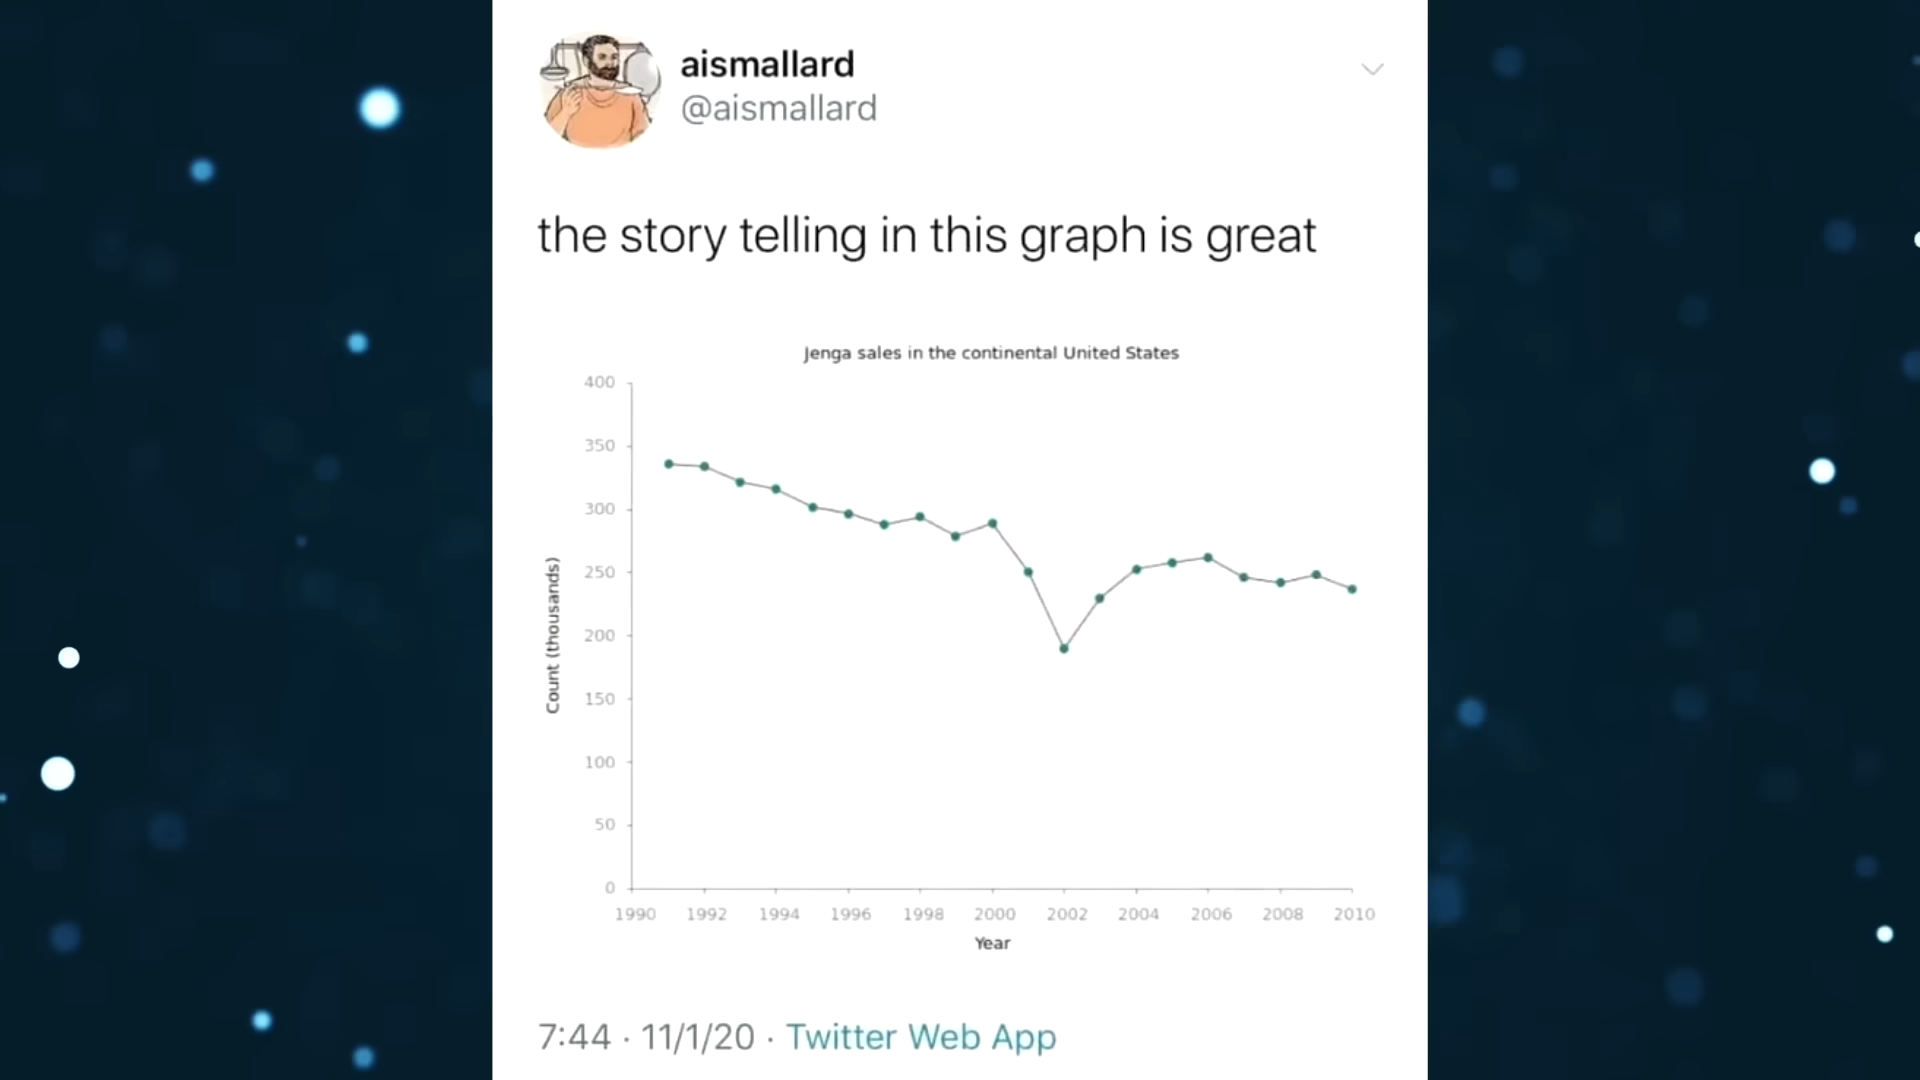 aismallard
@aismallard
the story telling in this graph is great
Jenga sales in the continental United States
400
350
300
250
200
150
100
50
0
Count (thousands)
1990 1992 1994 1996 1998 2000 2002 2004 2006 2008 2010
Year
7:44 · 11/1/20 · Twitter Web App